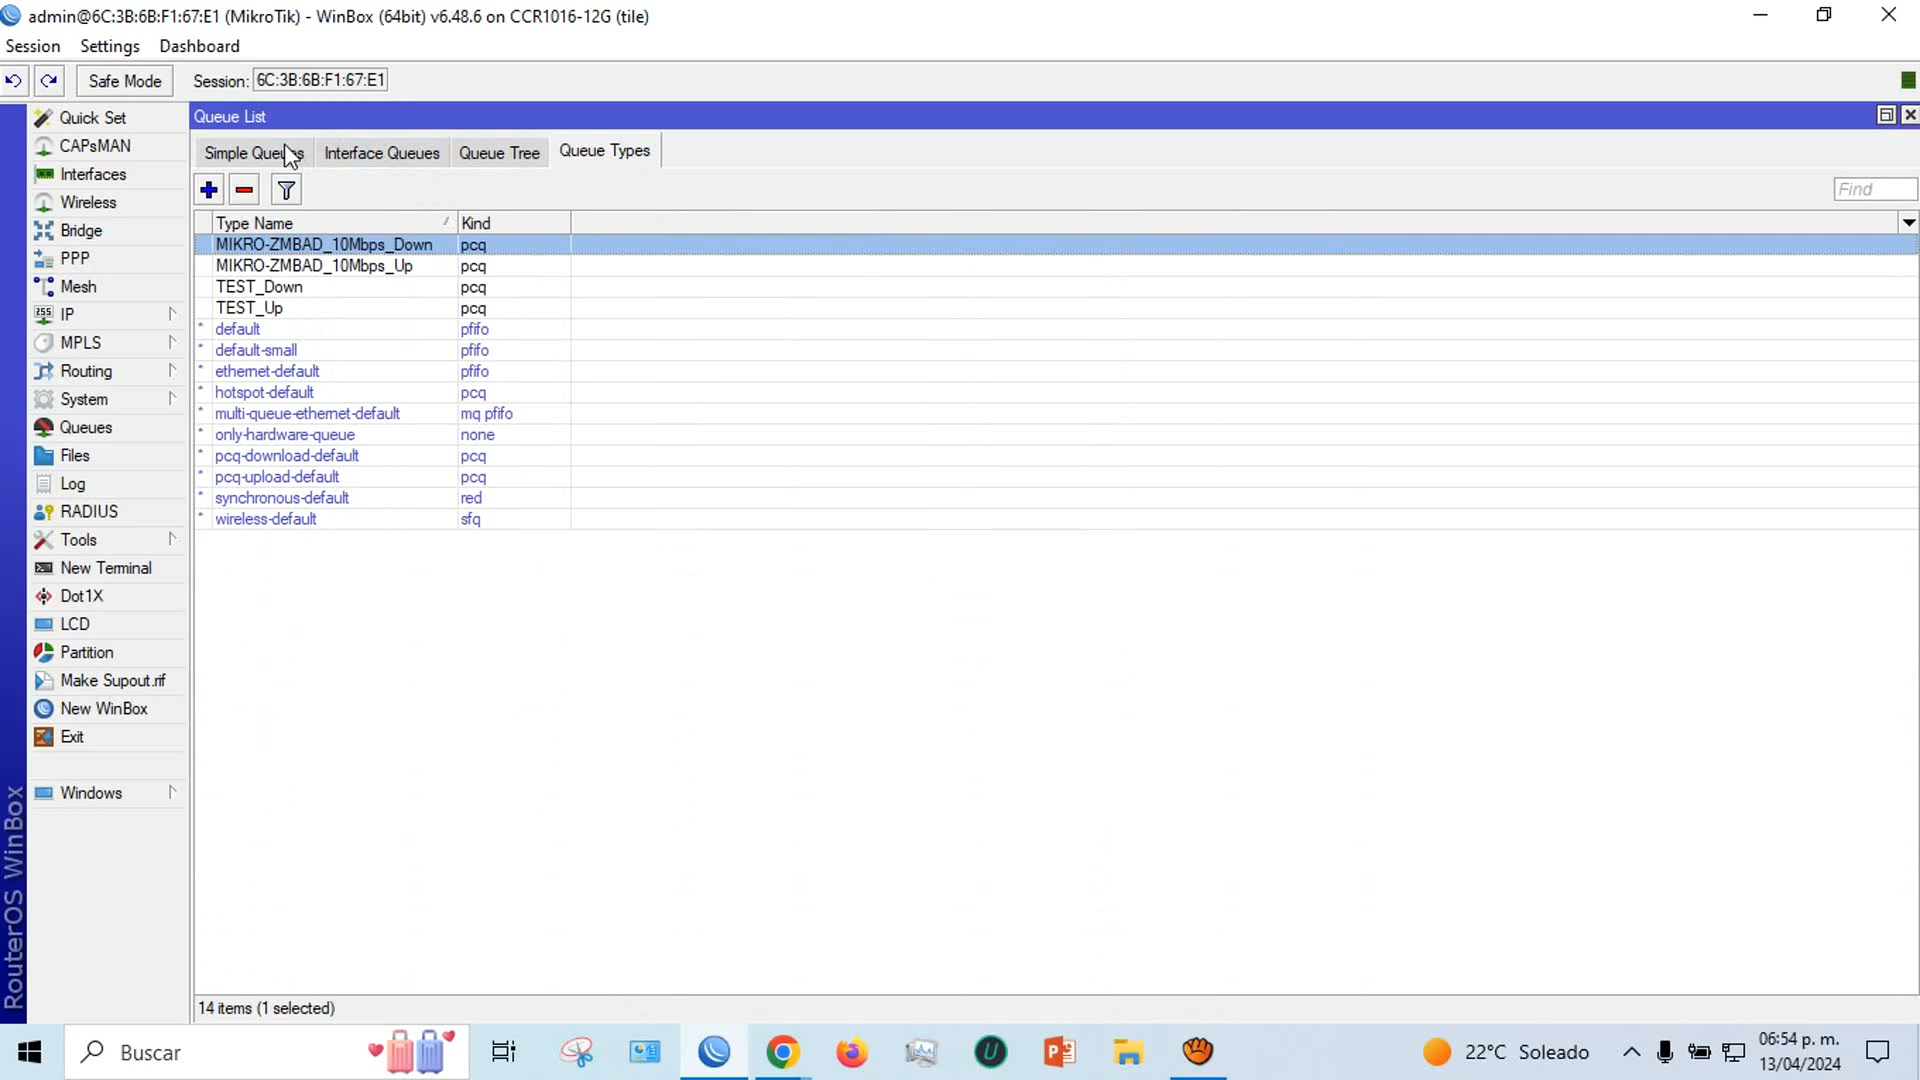 admin@6C:3B:6B:F1:67:E1 (MikroTik) - WinBox (64bit) v6.48.6 on CCR1016-12G (tile)
Session Settings Dashboard
Safe Mode Session: 6C:3B:6B:F1:67:E1
Quick Set
CAPsMAN
Interfaces
Wireless
Bridge
PPP
Mesh
255 IP
MPLS
Routing
System
Queues
Files
Log
RADIUS
Tools
New Terminal
Dot1X
LCD
Partition
Make Supout.rif
New WinBox
Exit
Windows
RouterOS WinBox
Queue List
Simple Queues Interface Queues Queue Tree Queue Types
Find
Type Name Kind
MIKRO-ZMBAD_10Mbps_Down pcq
MIKRO-ZMBAD_10Mbps_Up pcq
TEST_Down pcq
TEST_Up pcq
* default pfifo
* default-small pfifo
* ethernet-default pfifo
* hotspot-default pcq
* multi-queue-ethernet-default mq pfifo
* only-hardware-queue none
* pcq-download-default pcq
* pcq-upload-default pcq
* synchronous-default red
* wireless-default sfq
14 items (1 selected)
Buscar
22°C Soleado
06:54 p. m.
13/04/2024